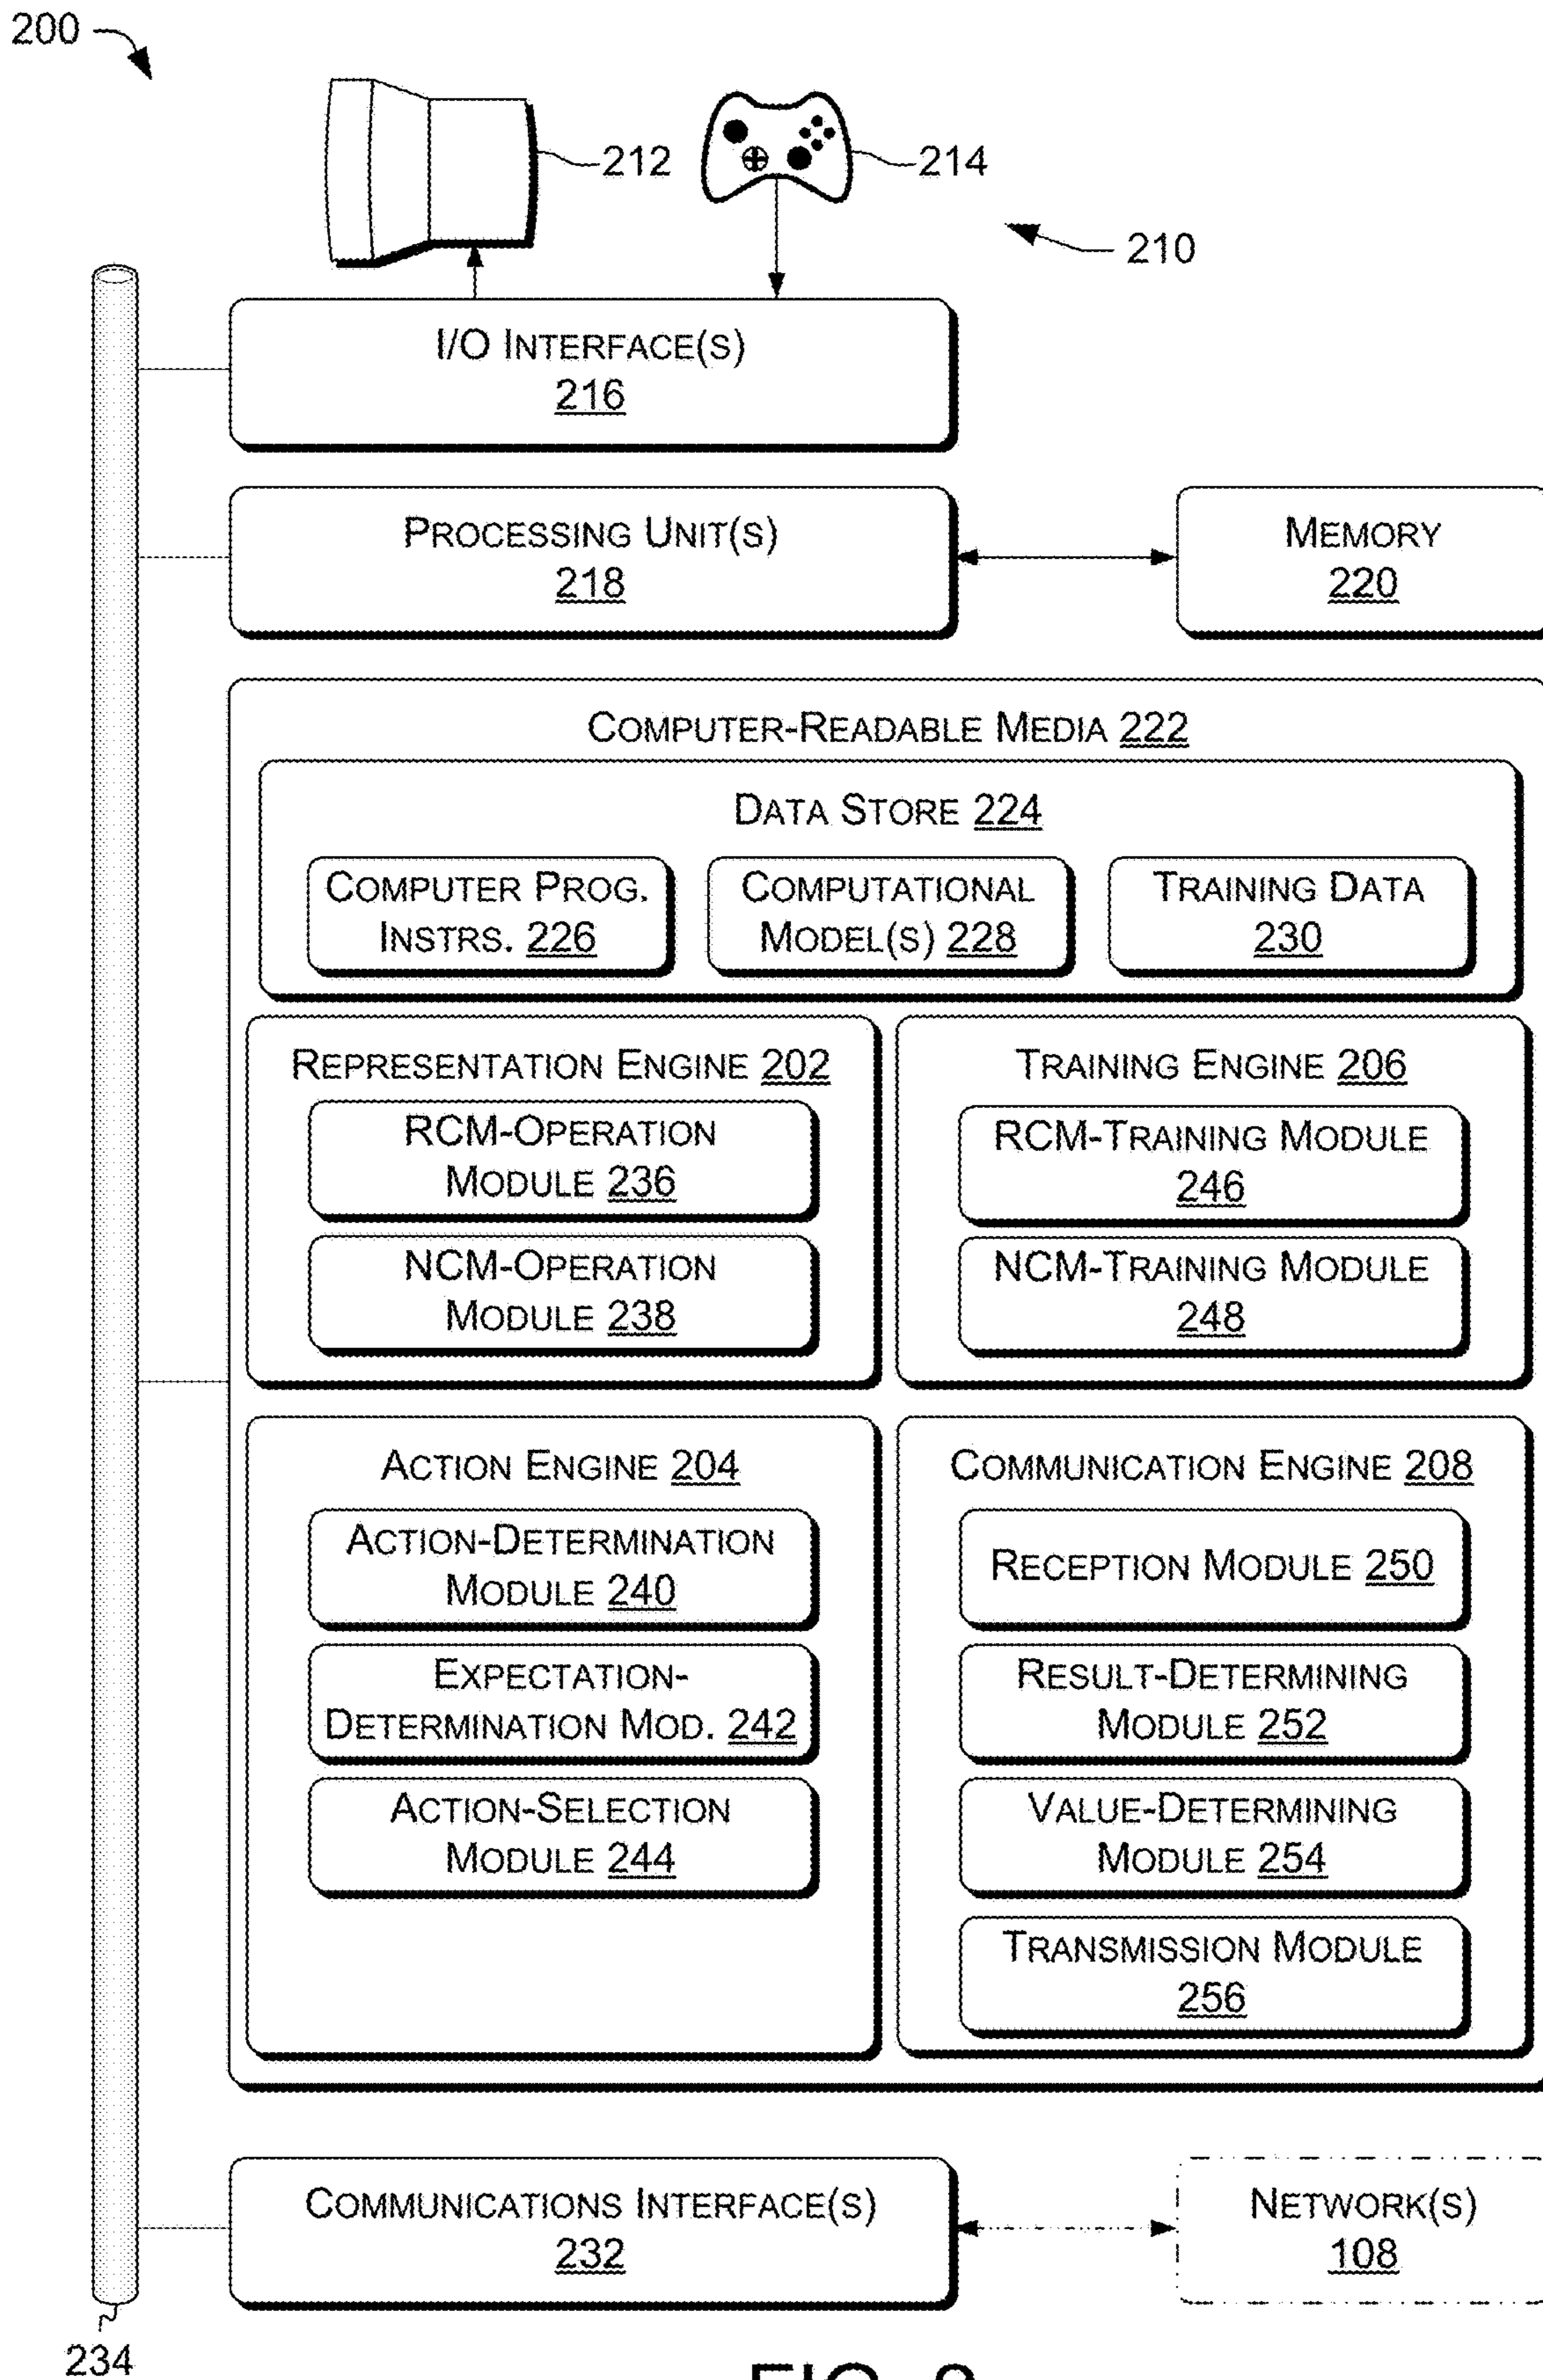 200
212
214
210
I/O INTERFACE(S)
216
PROCESSING UNIT(S)
218
MEMORY
220
COMPUTER-READABLE MEDIA 222
DATA STORE 224
COMPUTER PROG.
INSTRS. 226
COMPUTATIONAL
MODEL(S) 228
TRAINING DATA
230
REPRESENTATION ENGINE 202
RCM-OPERATION
MODULE 236
NCM-OPERATION
MODULE 238
TRAINING ENGINE 206
RCM-TRAINING MODULE
246
NCM-TRAINING MODULE
248
ACTION ENGINE 204
ACTION-DETERMINATION
MODULE 240
EXPECTATION-
DETERMINATION MOD. 242
ACTION-SELECTION
MODULE 244
COMMUNICATION ENGINE 208
RECEPTION MODULE 250
RESULT-DETERMINING
MODULE 252
VALUE-DETERMINING
MODULE 254
TRANSMISSION MODULE
256
COMMUNICATIONS INTERFACE(S)
232
NETWORK(S)
108
234
FIG.